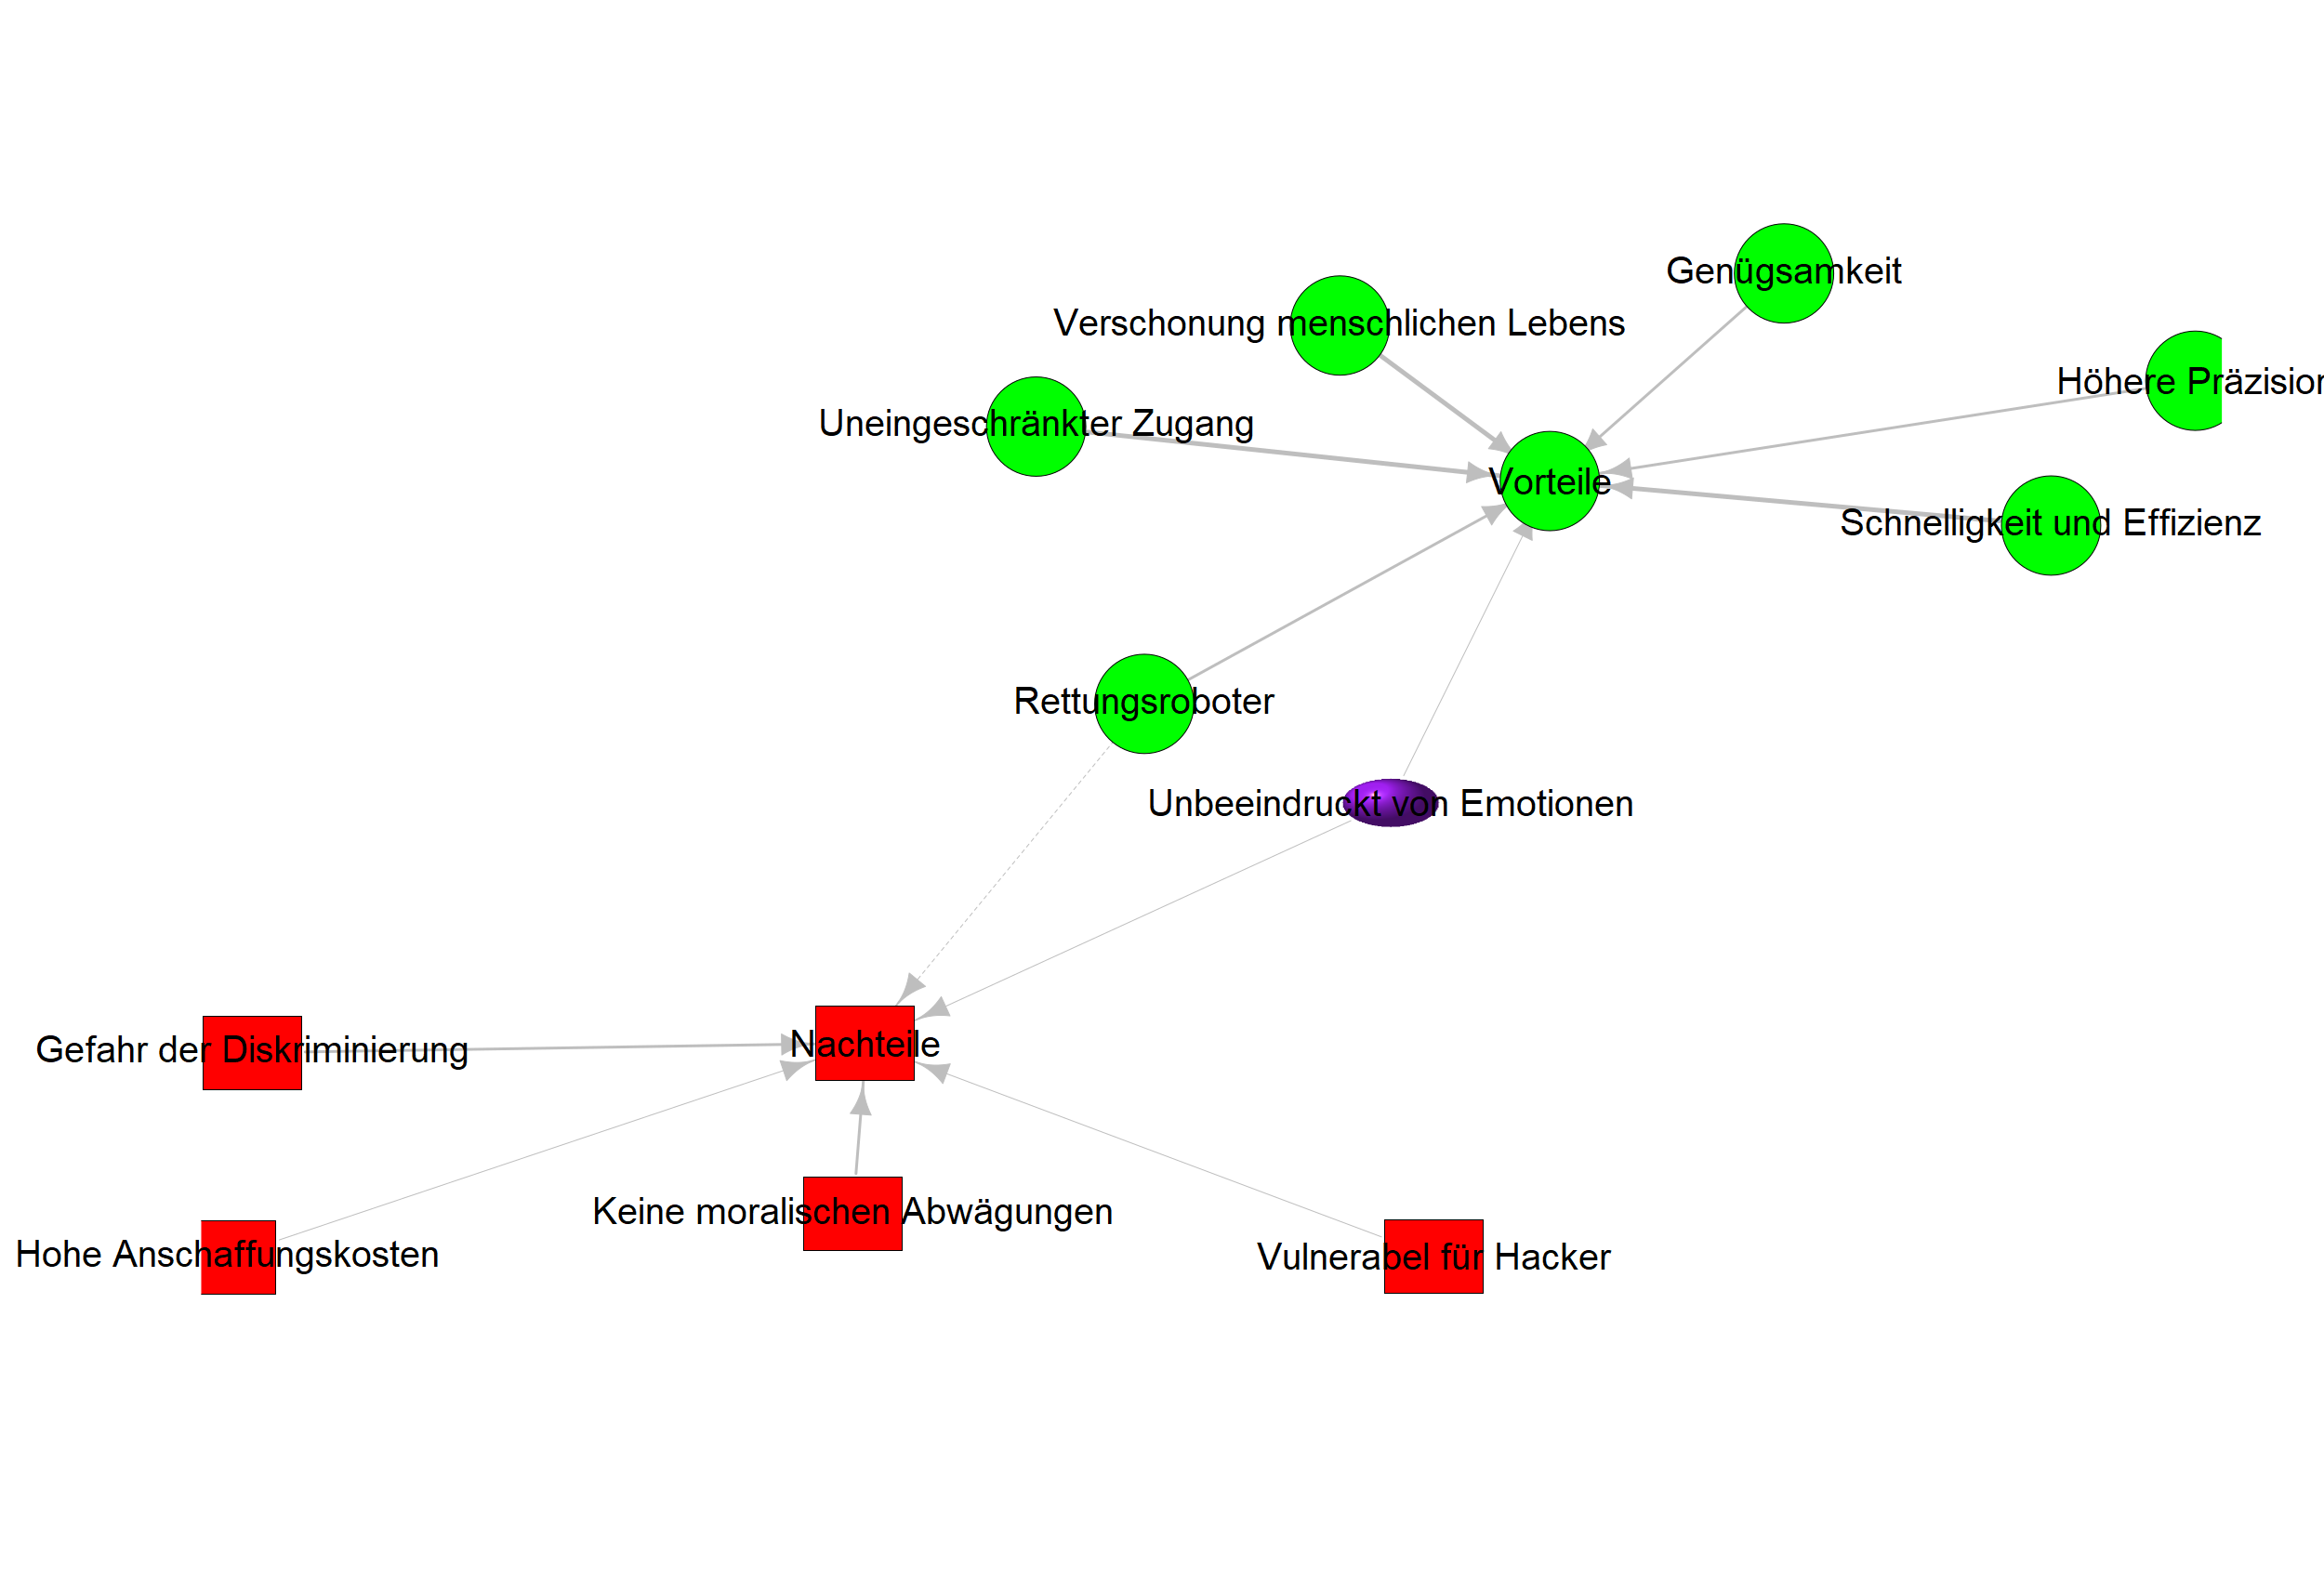 Genügsamkeit
Verschonung menschlichen Lebens
Höhere Präzision
Uneingeschränkter Zugang
Vorteile
Schnelligkeit und Effizienz
Rettungsroboter
Unbeeindruckt von Emotionen
Nachteile
Gefahr der Diskriminierung
Keine moralischen Abwägungen
Hohe Anschaffungskosten
Vulnerabel für Hacker